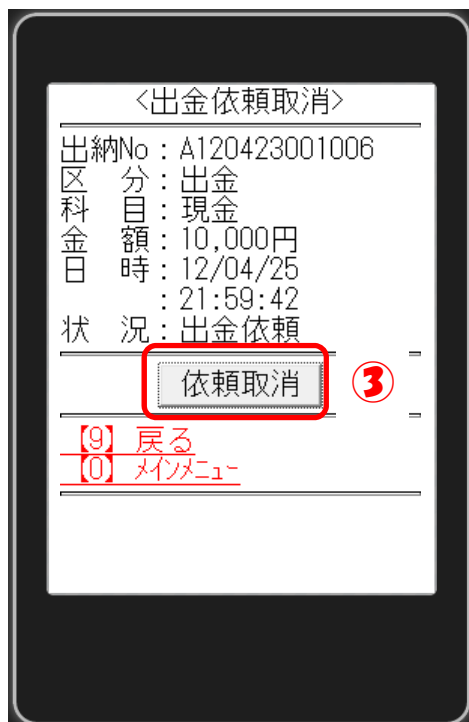 <出金依頼取消>
出納No：A120423001006
区　分：出金
科　目：現金
金　額：10,000円
日　時：12/04/25
：21:59:42
状　況：出金依頼
依頼取消
③
【9】 戻る
【0】 ﾒｲﾝﾒﾆｭｰ